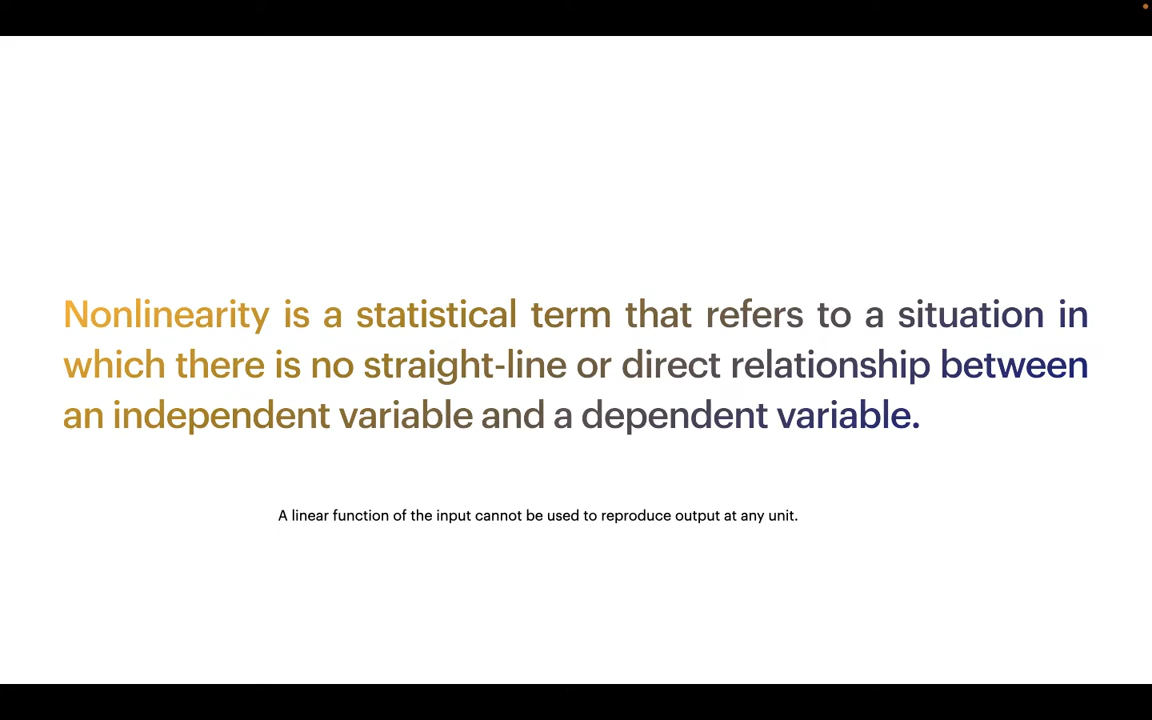 Nonlinearity is a statistical term that refers to a situation in
which there is no straight-line or direct relationship between
an independent variable and a dependent variable.
A linear function of the input cannot be used to reproduce output at any unit.